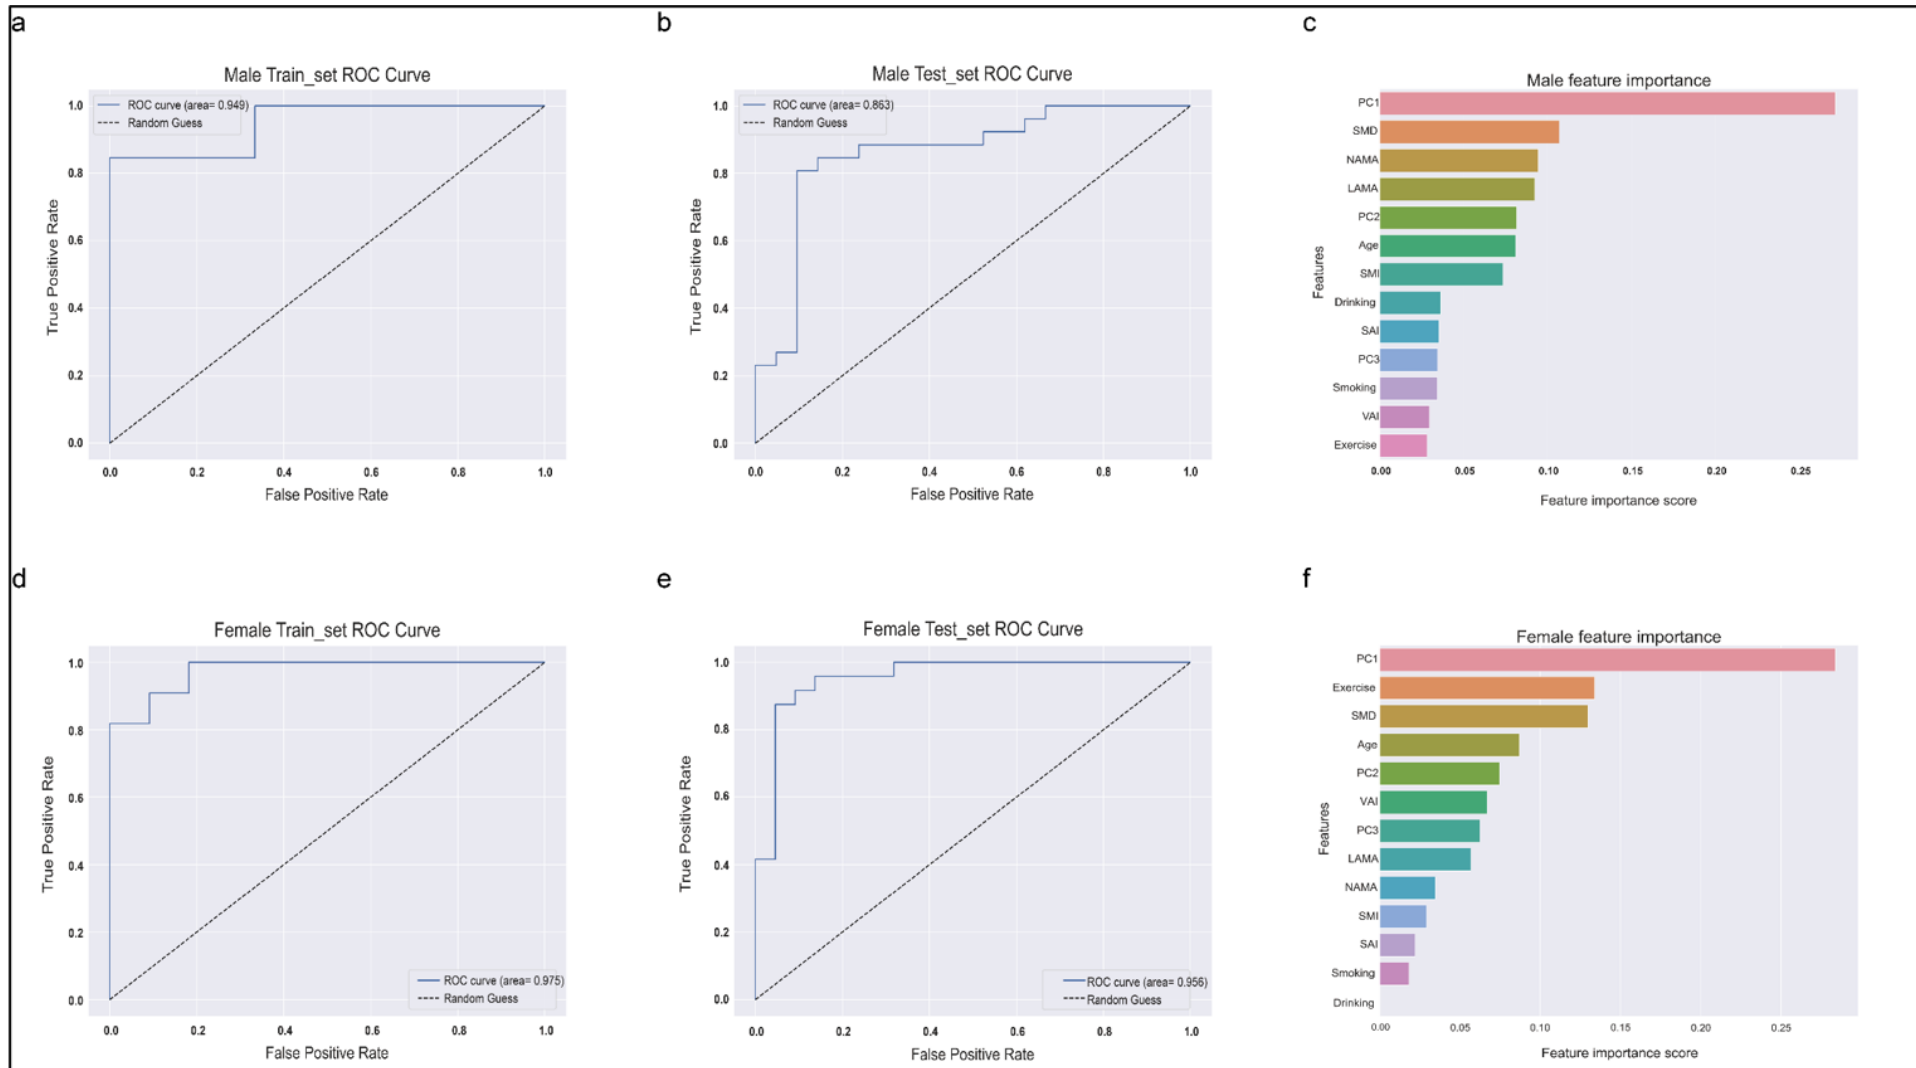 a
Male Train_set ROC Curve
ROC curve (area= 0.949)
Random Guess
1.0
0.8
0.6
0.4
0.2
0.0
True Positive Rate
0.0 0.2 0.4 0.6 0.8 1.0
False Positive Rate
b
Male Test_set ROC Curve
ROC curve (area= 0.863)
Random Guess
1.0
0.8
0.6
0.4
0.2
0.0
True Positive Rate
0.0 0.2 0.4 0.6 0.8 1.0
False Positive Rate
c
Male feature importance
Features
PC1
SMD
NAMA
LAMA
PC2
Age
SMI
Drinking
SAI
PC3
Smoking
VAI
Exercise
0.00 0.05 0.10 0.15 0.20 0.25
Feature importance score
d
Female Train_set ROC Curve
1.0
0.8
0.6
0.4
0.2
0.0
True Positive Rate
ROC curve (area= 0.975)
Random Guess
0.0 0.2 0.4 0.6 0.8 1.0
False Positive Rate
e
Female Test_set ROC Curve
1.0
0.8
0.6
0.4
0.2
0.0
True Positive Rate
ROC curve (area= 0.956)
Random Guess
0.0 0.2 0.4 0.6 0.8 1.0
False Positive Rate
f
Female feature importance
Features
PC1
Exercise
SMD
Age
PC2
VAI
PC3
LAMA
NAMA
SMI
SAI
Smoking
Drinking
0.00 0.05 0.10 0.15 0.20 0.25
Feature importance score